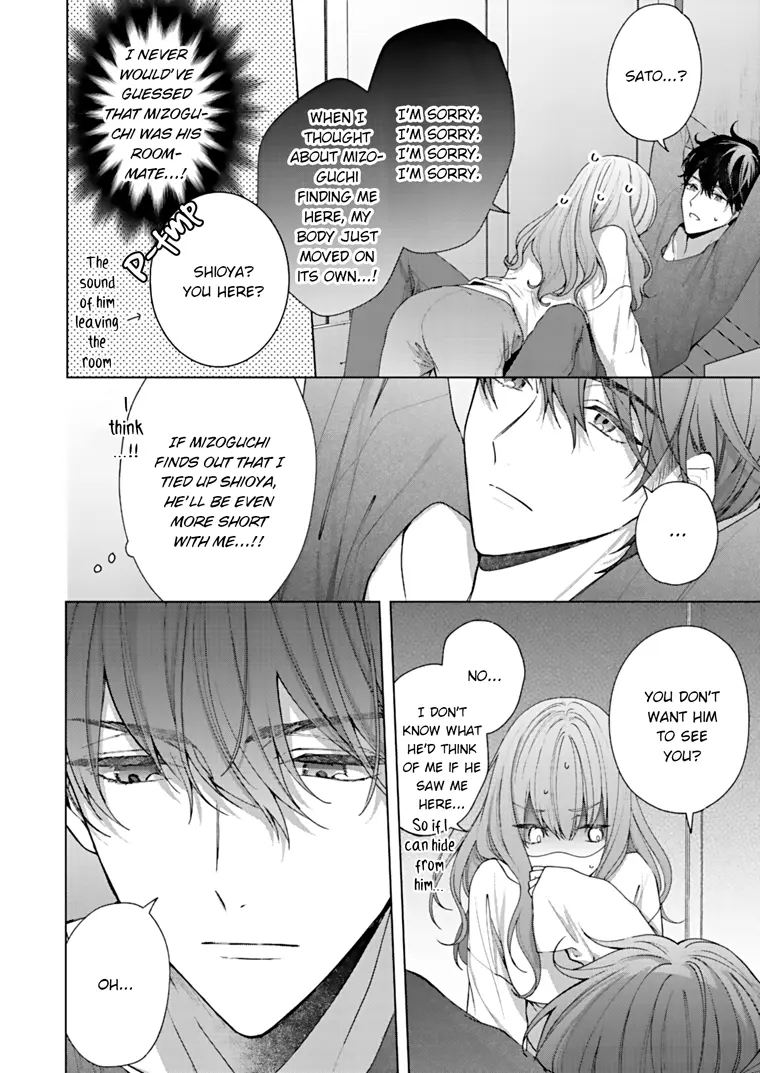 SATO...?
I'M SORRY.
I'M SORRY.
I'M SORRY.
I'M SORRY.
WHEN I
THOUGHT
ABOUT MIZO-
GUCHI
FINDING ME
HERE, MY
BODY JUST
MOVED ON
ITS OWN...!
I NEVER
WOULD'VE
GUESSED
THAT MIZOGU-
CHI WAS HIS
ROOM-
MATE...!
P-tmp
SHIOYA?
YOU HERE?
The
sound
of him
leaving
the
room
...
IF MIZOGUCHI
FINDS OUT THAT I
TIED UP SHIOYA,
HE'LL BE EVEN
MORE SHORT
WITH ME...!!
I
think
...!!
YOU DON'T
WANT HIM
TO SEE
YOU?
NO...
I DON'T
KNOW WHAT
HE'D THINK
OF ME IF HE
SAW ME
HERE...
So if I
can hide
from
him...
OH...